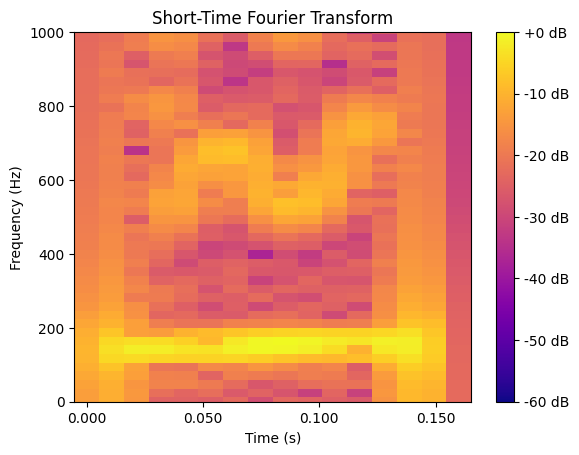 Short-Time Fourier Transform
1000
800
600
400
200
0
Frequency (Hz)
0.000
0.050
0.100
0.150
Time (s)
+0 dB
-10 dB
-20 dB
-30 dB
-40 dB
-50 dB
-60 dB